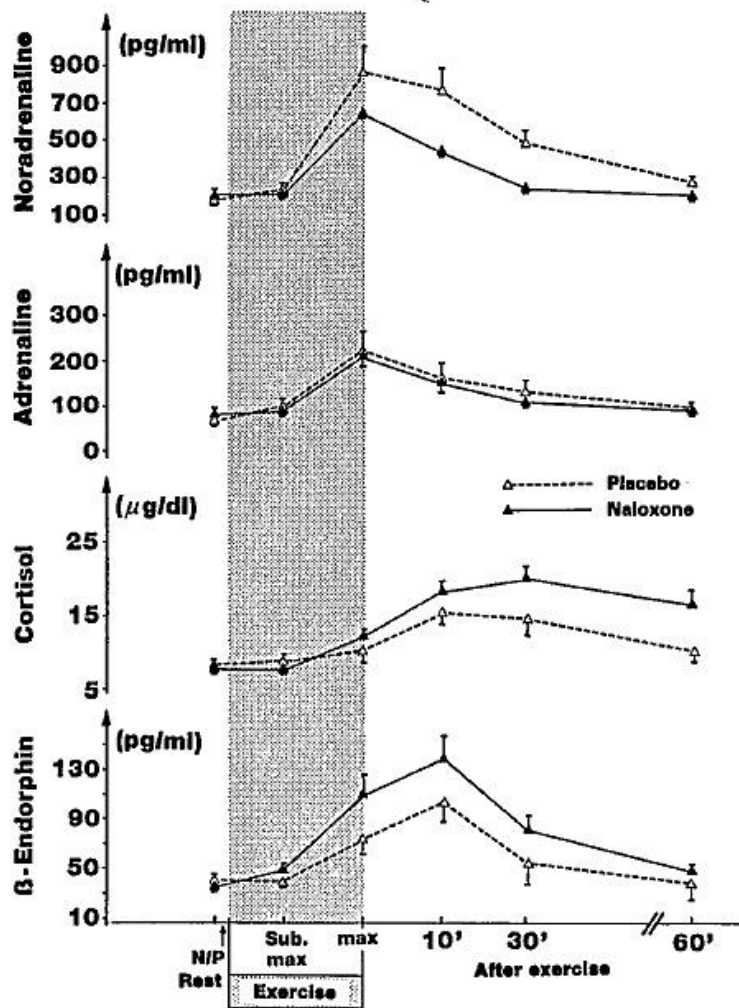 Noradrenaline
(pg/ml)
900
700
500
300
100
Adrenaline
(pg/ml)
300
200
100
0
Cortisol
(µg/dl)
25
15
5
Placebo
Naloxone
ß-Endorphin
(pg/ml)
130
90
50
10
N/P
Rest
Sub.
max
max
10' 30' 60'
After exercise
Exercise